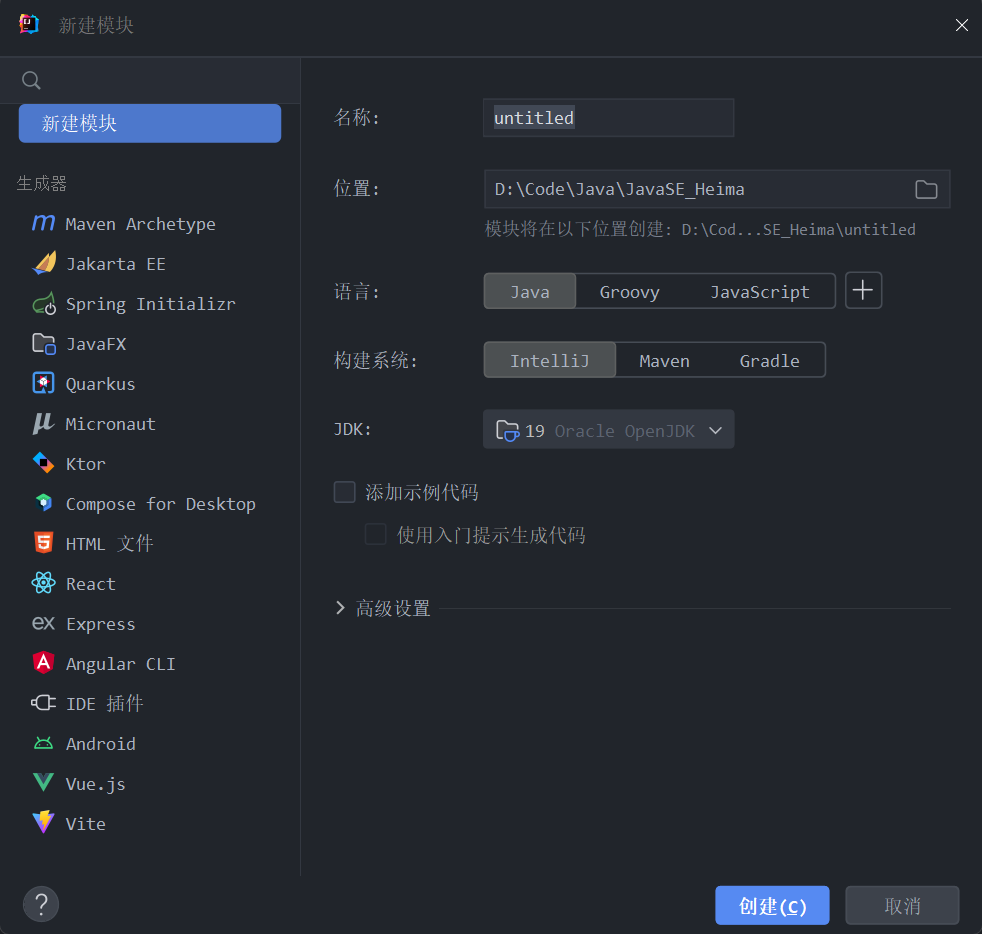 新建模块
新建模块
生成器
Maven Archetype
Jakarta EE
Spring Initializr
JavaFX
Quarkus
Micronaut
Ktor
Compose for Desktop
HTML 文件
React
Express
Angular CLI
IDE 插件
Android
Vue.js
Vite
名称: untitled
位置: D:\Code\Java\JavaSE_Heima
模块将在以下位置创建: D:\Cod...SE_Heima\untitled
语言: Java Groovy JavaScript
构建系统: IntelliJ Maven Gradle
JDK: 19 Oracle OpenJDK
添加示例代码
使用入门提示生成代码
高级设置
? 创建(C) 取消